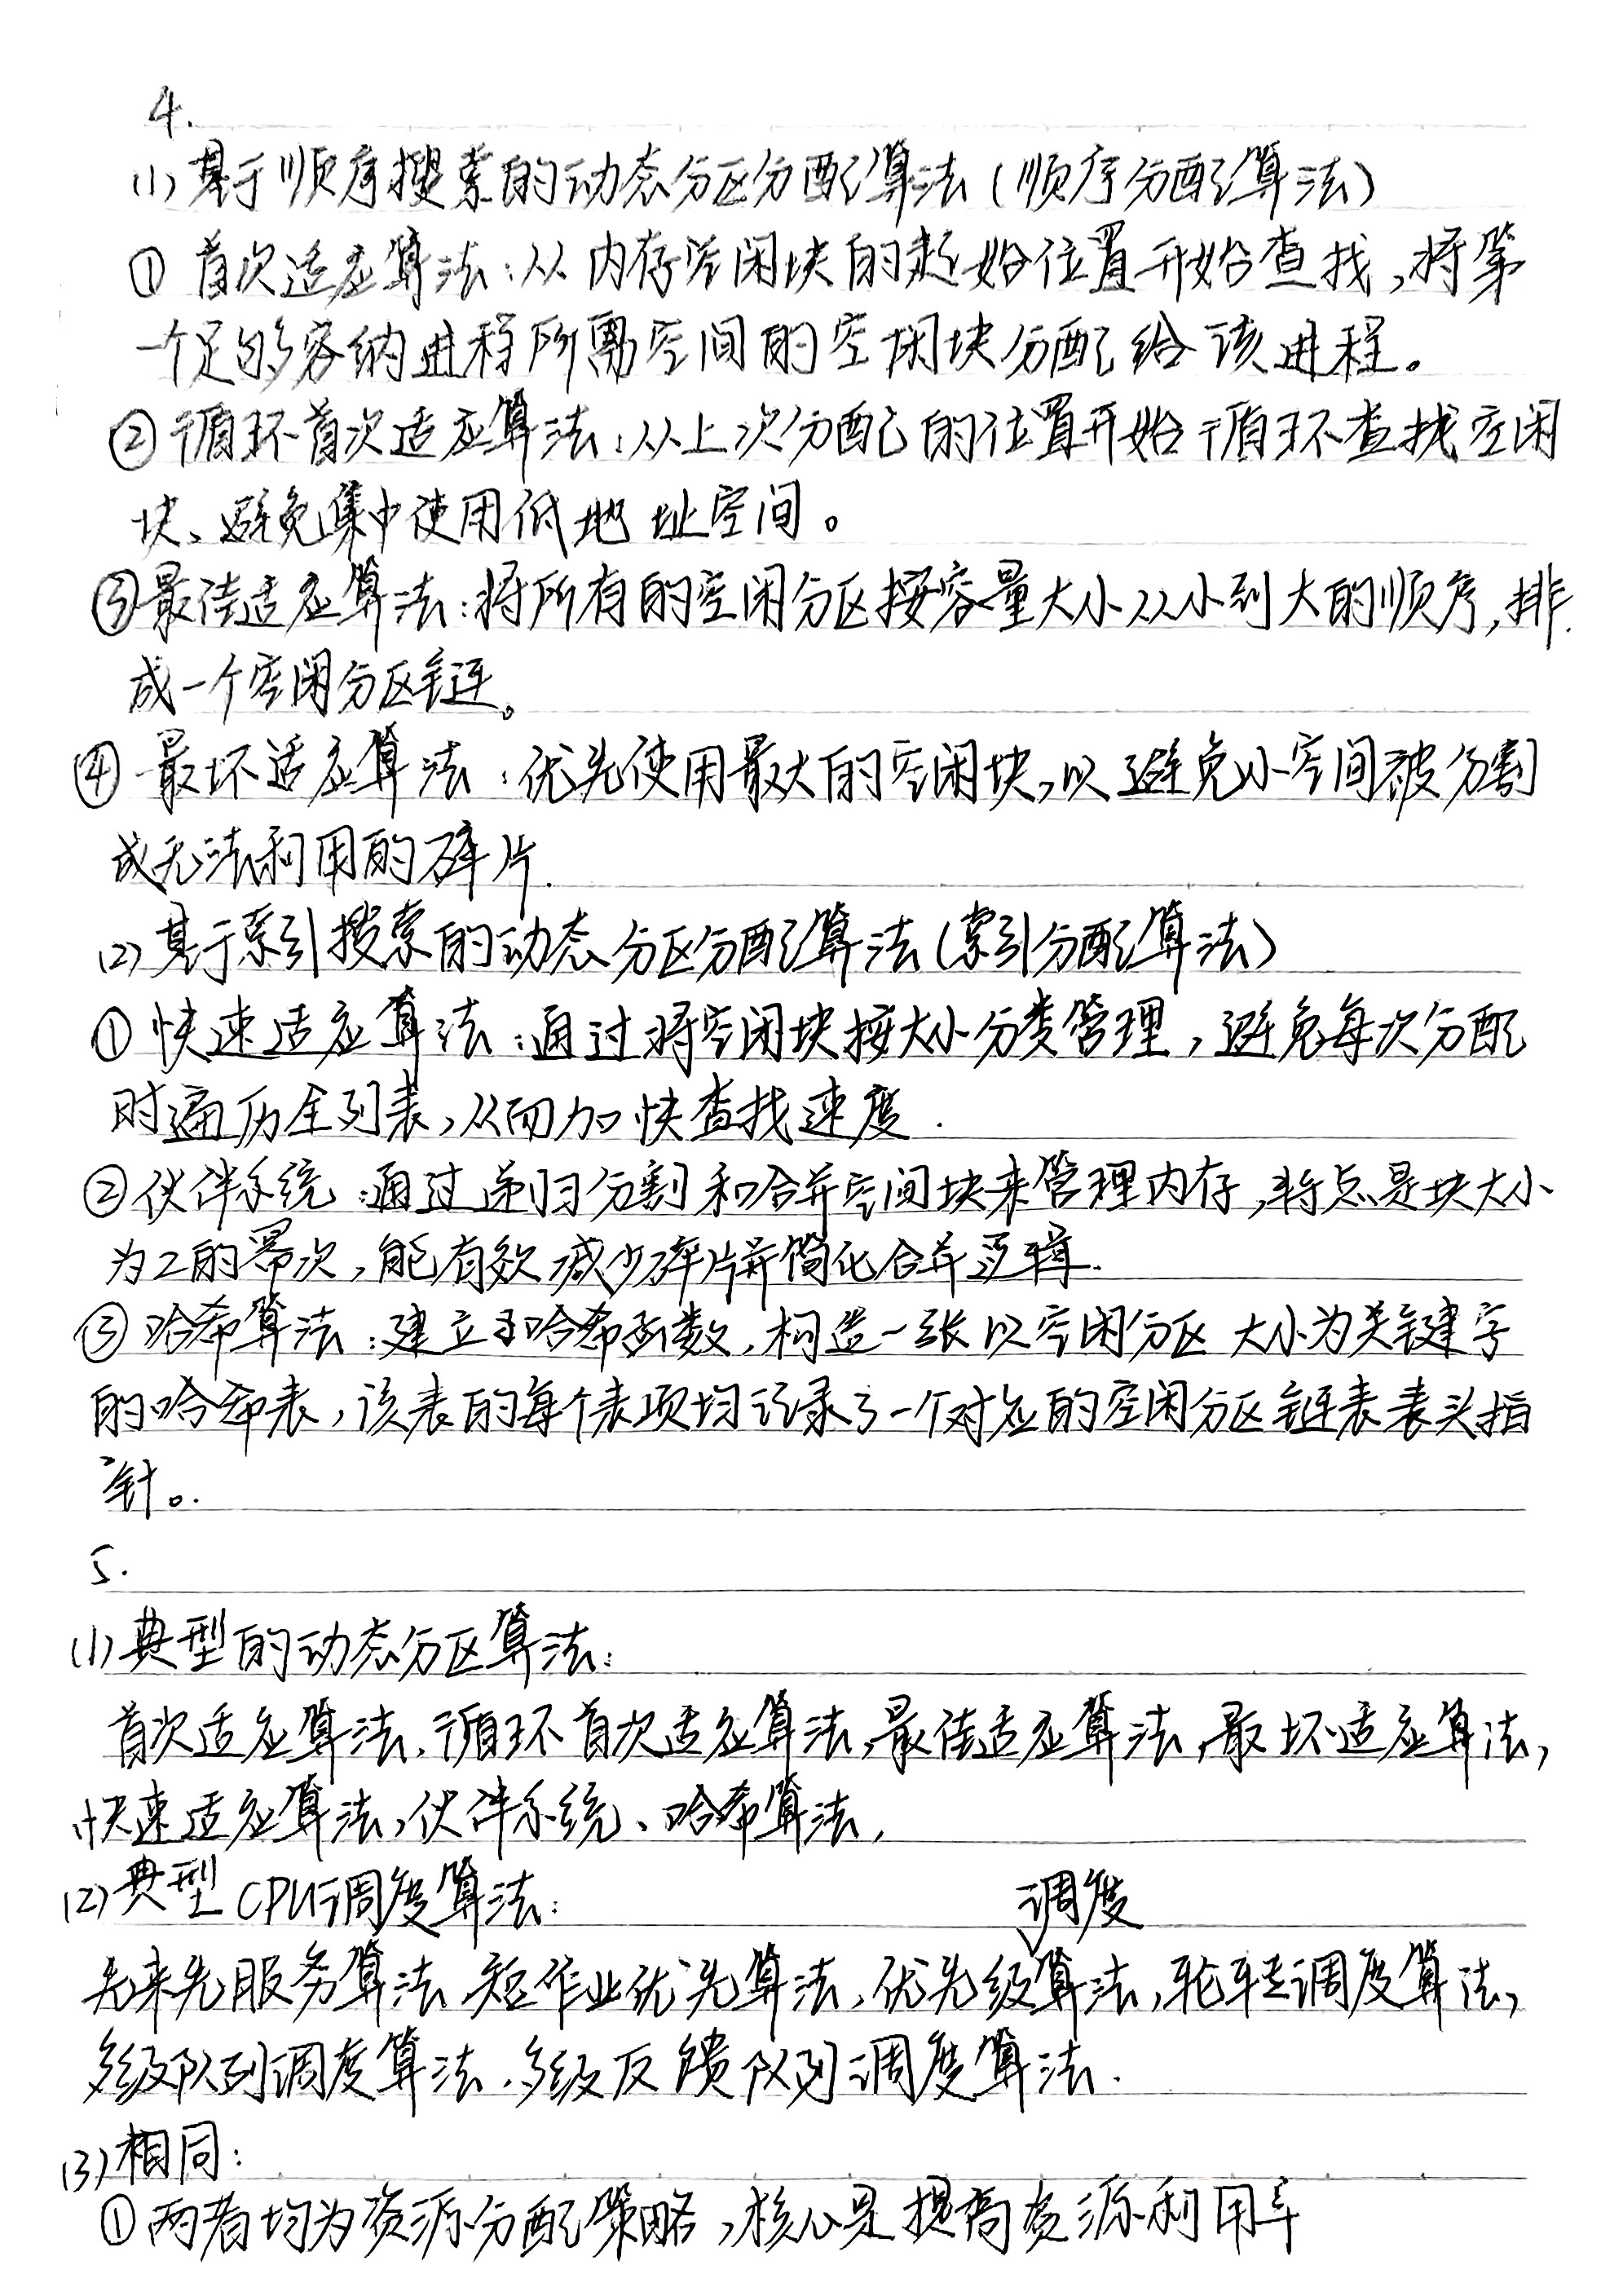 4.
(1) 基于顺序搜索的动态分区分配算法(顺序分配算法)
① 首次适应算法:从内存空闲块的起始位置开始查找,将第
一个足够容纳进程所需空间的空闲块分配给该进程。
② 循环首次适应算法:从上次分配的位置开始循环查找空闲
块、避免集中使用低地址空间。
③最佳适应算法:将所有的空闲分区按容量大小从小到大的顺序,排
成一个空闲分区链。
④ 最坏适应算法:优先使用最大的空闲块,以避免小空间被分割
成无法利用的碎片.
(2) 基于索引搜索的动态分区分配算法(索引分配算法)
① 快速适应算法:通过将空闲块按大小分类管理,避免每次分配
时遍历全列表,从而加快查找速度.
② 伙伴系统:通过递归分割和合并空间块来管理内存,特点是块大小
为2的幂次,能有效减少碎片并简化合并逻辑.
③ 哈希算法:建立哈希函数,构造一张以空闲分区大小为关键字
的哈希表,该表的每个表项均记录了一个对应的空闲分区链表表头指
针。.
5.
(1) 典型的动态分区算法:
首次适应算法,循环首次适应算法,最佳适应算法,最坏适应算法,
快速适应算法,伙伴系统、哈希算法,
(2)典型CPU调度算法:
调度
先来先服务算法 短作业优先算法,优先级算法,轮转调度算法,
多级队列调度算法,多级反馈队列调度算法.
(3)相同:
① 两者均为资源分配策略,核心是提高资源利用率